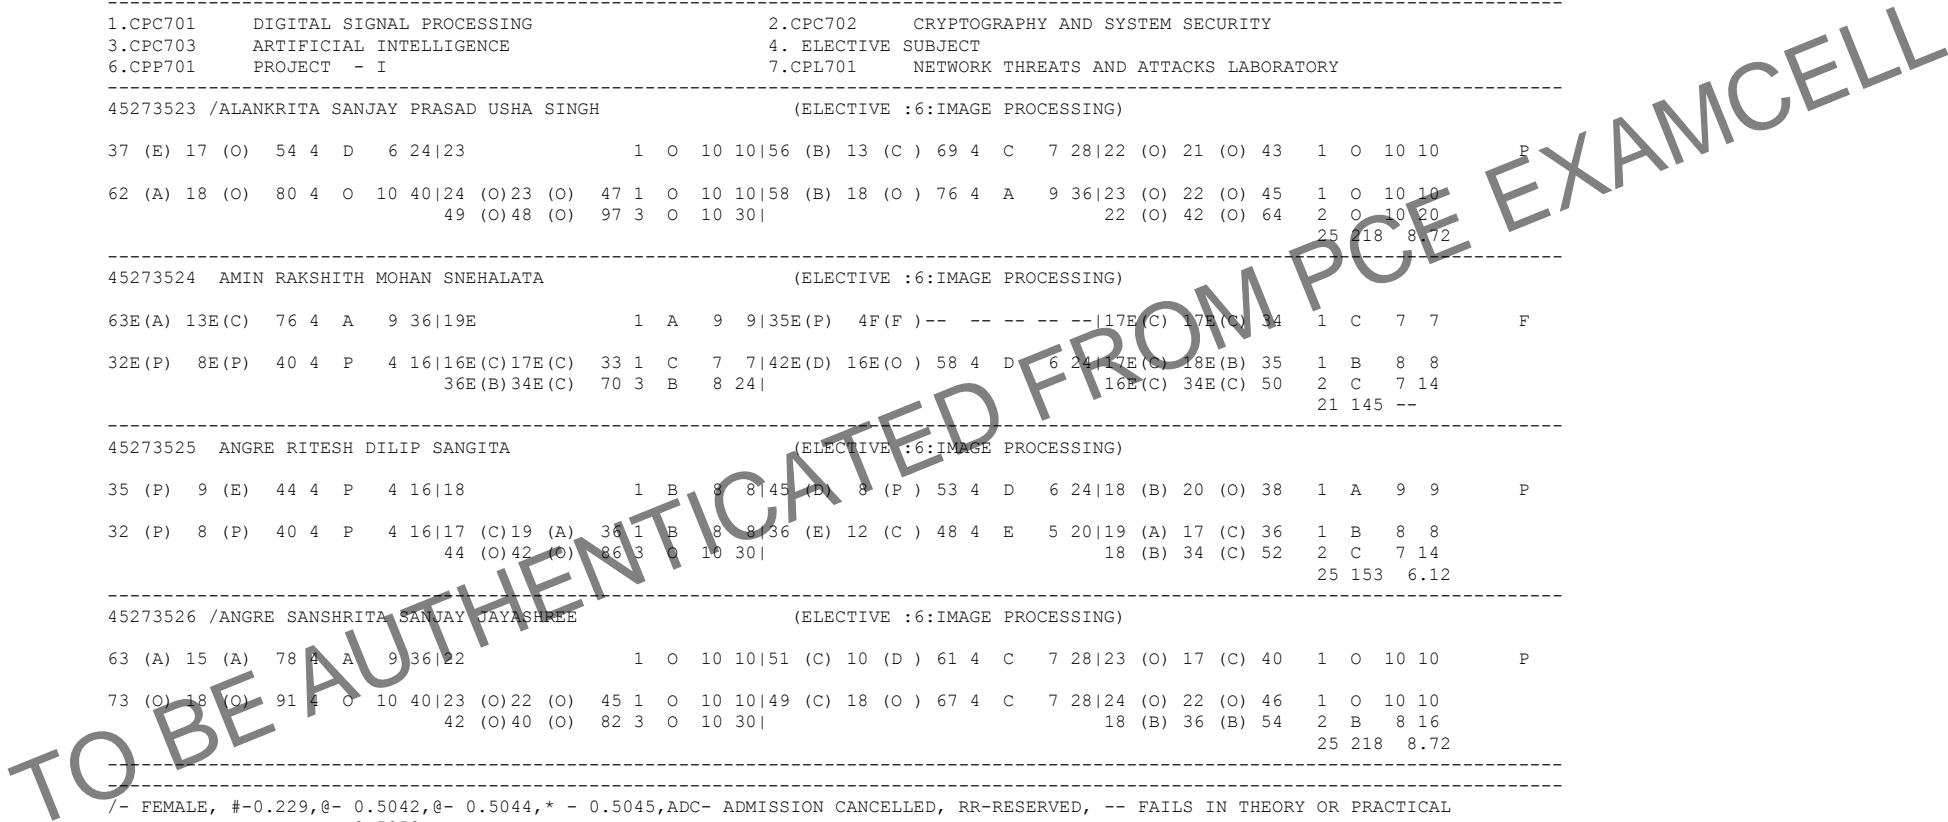 1.CPC701 DIGITAL SIGNAL PROCESSING 2.CPC702 CRYPTOGRAPHY AND SYSTEM SECURITY
3.CPC703 ARTIFICIAL INTELLIGENCE 4. ELECTIVE SUBJECT
6.CPP701 PROJECT - I 7.CPL701 NETWORK THREATS AND ATTACKS LABORATORY
45273523 /ALANKRITA SANJAY PRASAD USHA SINGH (ELECTIVE :6:IMAGE PROCESSING)
37 (E) 17 (O) 54 4 D 6 24|23 1 O 10 10|56 (B) 13 (C ) 69 4 C 7 28|22 (O) 21 (O) 43 1 O 10 10 P
62 (A) 18 (O) 80 4 O 10 40|24 (O)23 (O) 47 1 O 10 10|58 (B) 18 (O ) 76 4 A 9 36|23 (O) 22 (O) 45 1 O 10 10
49 (O)48 (O) 97 3 O 10 30| 22 (O) 42 (O) 64 2 O 10 20
25 218 8.72
45273524 AMIN RAKSHITH MOHAN SNEHALATA (ELECTIVE :6:IMAGE PROCESSING)
63E(A) 13E(C) 76 4 A 9 36|19E 1 A 9 9|35E(P) 4F(F )-- -- -- -- --|17E(C) 17E(C) 34 1 C 7 7 F
32E(P) 8E(P) 40 4 P 4 16|16E(C)17E(C) 33 1 C 7 7|42E(D) 16E(O ) 58 4 D 6 24|17E(C) 18E(B) 35 1 B 8 8
36E(B)34E(C) 70 3 B 8 24| 16E(C) 34E(C) 50 2 C 7 14
21 145 --
45273525 ANGRE RITESH DILIP SANGITA (ELECTIVE :6:IMAGE PROCESSING)
35 (P) 9 (E) 44 4 P 4 16|18 1 B 8 8|45 (D) 8 (P ) 53 4 D 6 24|18 (B) 20 (O) 38 1 A 9 9 P
32 (P) 8 (P) 40 4 P 4 16|17 (C)19 (A) 36 1 B 8 8|36 (E) 12 (C ) 48 4 E 5 20|19 (A) 17 (C) 36 1 B 8 8
44 (O)42 (O) 86 3 O 10 30| 18 (B) 34 (C) 52 2 C 7 14
25 153 6.12
45273526 /ANGRE SANSHRITA SANJAY JAYASHREE (ELECTIVE :6:IMAGE PROCESSING)
63 (A) 15 (A) 78 4 A 9 36|22 1 O 10 10|51 (C) 10 (D ) 61 4 C 7 28|23 (O) 17 (C) 40 1 O 10 10 P
73 (O) 18 (O) 91 4 O 10 40|23 (O)22 (O) 45 1 O 10 10|49 (C) 18 (O ) 67 4 C 7 28|24 (O) 22 (O) 46 1 O 10 10
42 (O)40 (O) 82 3 O 10 30| 18 (B) 36 (B) 54 2 B 8 16
25 218 8.72
/- FEMALE, #-0.229,@- 0.5042,@- 0.5044,* - 0.5045,ADC- ADMISSION CANCELLED, RR-RESERVED, -- FAILS IN THEORY OR PRACTICAL
TO BE AUTHENTICATED FROM PCE EXAMCELL